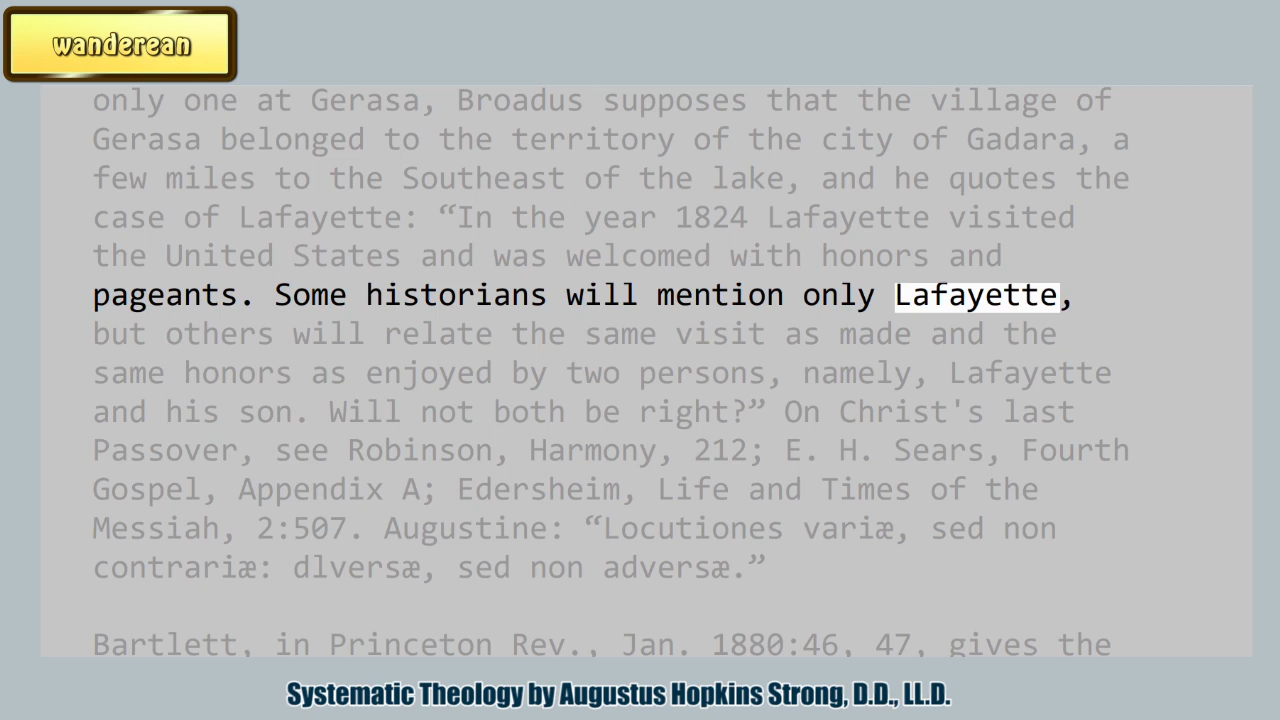 wanderean
only one at Gerasa, Broadus supposes that the village of
Gerasa belonged to the territory of the city of Gadara, a
few miles to the Southeast of the lake, and he quotes the
case of Lafayette: “In the year 1824 Lafayette visited
the United States and was welcomed with honors and
pageants. Some historians will mention only Lafayette,
but others will relate the same visit as made and the
same honors as enjoyed by two persons, namely, Lafayette
and his son. Will not both be right?” On Christ's last
Passover, see Robinson, Harmony, 212; E. H. Sears, Fourth
Gospel, Appendix A; Edersheim, Life and Times of the
Messiah, 2:507. Augustine: “Locutiones variæ, sed non
contrariæ: dlversæ, sed non adversæ.”
Bartlett, in Princeton Rev., Jan. 1880:46, 47, gives the
Systematic Theology by Augustus Hopkins Strong, D.D., LL.D.